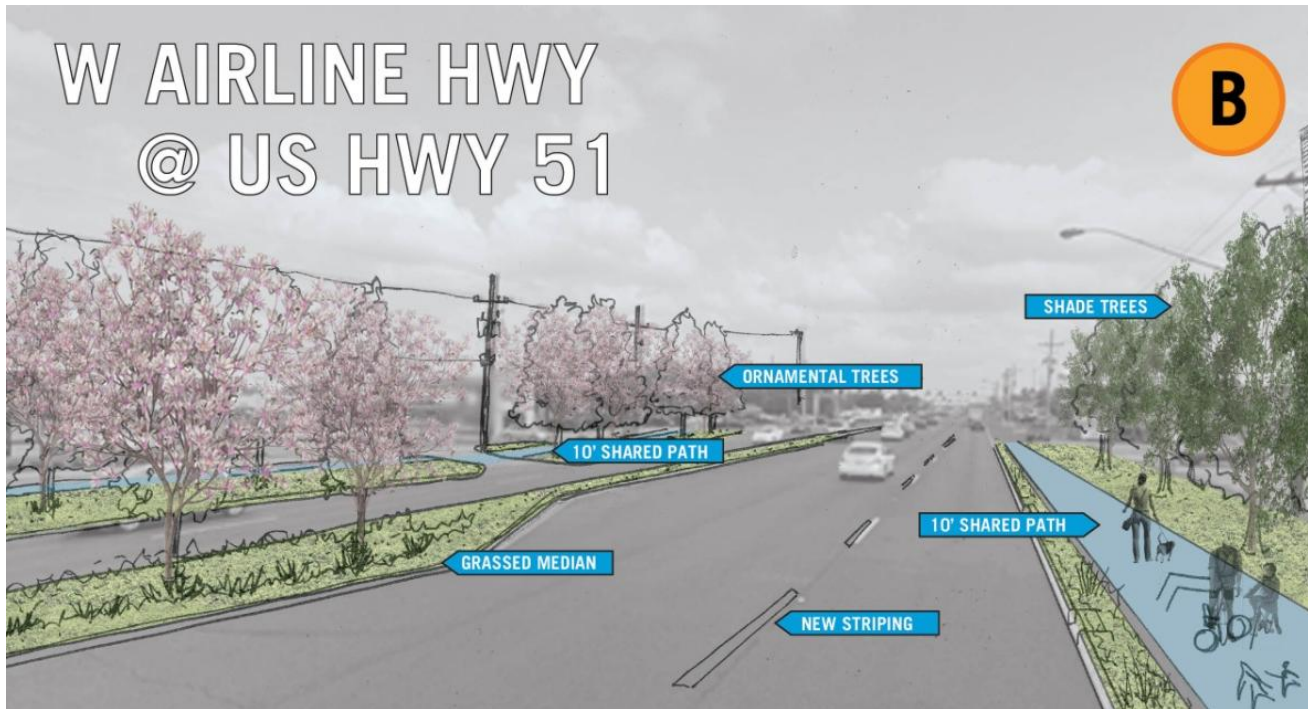 W AIRLINE HWY
@ US HWY 51
B
SHADE TREES
ORNAMENTAL TREES
10' SHARED PATH
10' SHARED PATH
GRASSED MEDIAN
NEW STRIPING